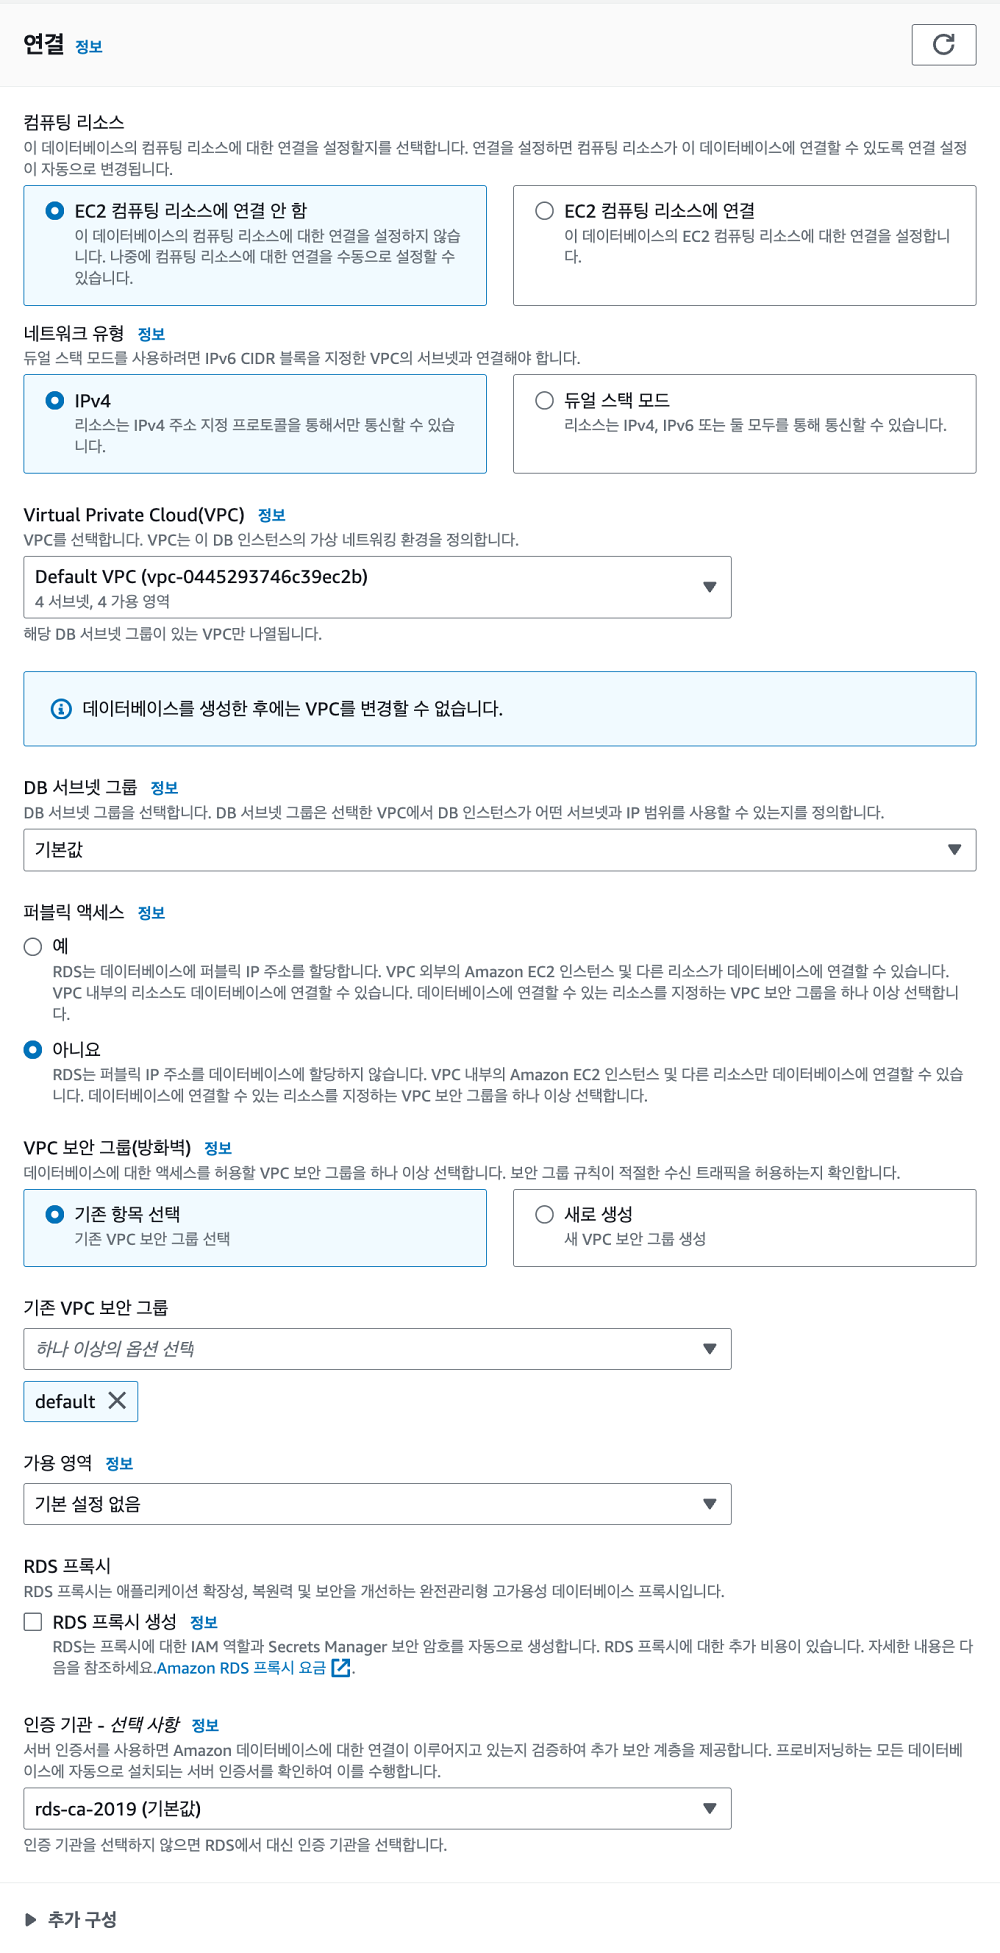 연결 정보
컴퓨팅 리소스
이 데이터베이스의 컴퓨팅 리소스에 대한 연결을 설정할지를 선택합니다. 연결을 설정하면 컴퓨팅 리소스가 이 데이터베이스에 연결할 수 있도록 연결 설정
이 자동으로 변경됩니다.
EC2 컴퓨팅 리소스에 연결 안 함
이 데이터베이스의 컴퓨팅 리소스에 대한 연결을 설정하지 않습
니다. 나중에 컴퓨팅 리소스에 대한 연결을 수동으로 설정할 수
있습니다.
EC2 컴퓨팅 리소스에 연결
이 데이터베이스의 EC2 컴퓨팅 리소스에 대한 연결을 설정합니
다.
네트워크 유형 정보
듀얼 스택 모드를 사용하려면 IPv6 CIDR 블록을 지정한 VPC의 서브넷과 연결해야 합니다.
IPv4
리소스는 IPv4 주소 지정 프로토콜을 통해서만 통신할 수 있습
니다.
듀얼 스택 모드
리소스는 IPv4, IPv6 또는 둘 모두를 통해 통신할 수 있습니다.
Virtual Private Cloud(VPC) 정보
VPC를 선택합니다. VPC는 이 DB 인스턴스의 가상 네트워킹 환경을 정의합니다.
Default VPC (vpc-0445293746c39ec2b)
4 서브넷, 4 가용 영역
해당 DB 서브넷 그룹이 있는 VPC만 나열됩니다.
데이터베이스를 생성한 후에는 VPC를 변경할 수 없습니다.
DB 서브넷 그룹 정보
DB 서브넷 그룹을 선택합니다. DB 서브넷 그룹은 선택한 VPC에서 DB 인스턴스가 어떤 서브넷과 IP 범위를 사용할 수 있는지를 정의합니다.
기본값
퍼블릭 액세스 정보
예
RDS는 데이터베이스에 퍼블릭 IP 주소를 할당합니다. VPC 외부의 Amazon EC2 인스턴스 및 다른 리소스가 데이터베이스에 연결할 수 있습니다.
VPC 내부의 리소스도 데이터베이스에 연결할 수 있습니다. 데이터베이스에 연결할 수 있는 리소스를 지정하는 VPC 보안 그룹을 하나 이상 선택합니
다.
아니요
RDS는 퍼블릭 IP 주소를 데이터베이스에 할당하지 않습니다. VPC 내부의 Amazon EC2 인스턴스 및 다른 리소스만 데이터베이스에 연결할 수 있습
니다. 데이터베이스에 연결할 수 있는 리소스를 지정하는 VPC 보안 그룹을 하나 이상 선택합니다.
VPC 보안 그룹(방화벽) 정보
데이터베이스에 대한 액세스를 허용할 VPC 보안 그룹을 하나 이상 선택합니다. 보안 그룹 규칙이 적절한 수신 트래픽을 허용하는지 확인합니다.
기존 항목 선택
기존 VPC 보안 그룹 선택
새로 생성
새 VPC 보안 그룹 생성
기존 VPC 보안 그룹
하나 이상의 옵션 선택
default
가용 영역 정보
기본 설정 없음
RDS 프록시
RDS 프록시는 애플리케이션 확장성, 복원력 및 보안을 개선하는 완전관리형 고가용성 데이터베이스 프록시입니다.
RDS 프록시 생성 정보
RDS는 프록시에 대한 IAM 역할과 Secrets Manager 보안 암호를 자동으로 생성합니다. RDS 프록시에 대한 추가 비용이 있습니다. 자세한 내용은 다
음을 참조하세요.Amazon RDS 프록시 요금 .
인증 기관 - 선택 사항 정보
서버 인증서를 사용하면 Amazon 데이터베이스에 대한 연결이 이루어지고 있는지 검증하여 추가 보안 계층을 제공합니다. 프로비저닝하는 모든 데이터베
이스에 자동으로 설치되는 서버 인증서를 확인하여 이를 수행합니다.
rds-ca-2019 (기본값)
인증 기관을 선택하지 않으면 RDS에서 대신 인증 기관을 선택합니다.
추가 구성